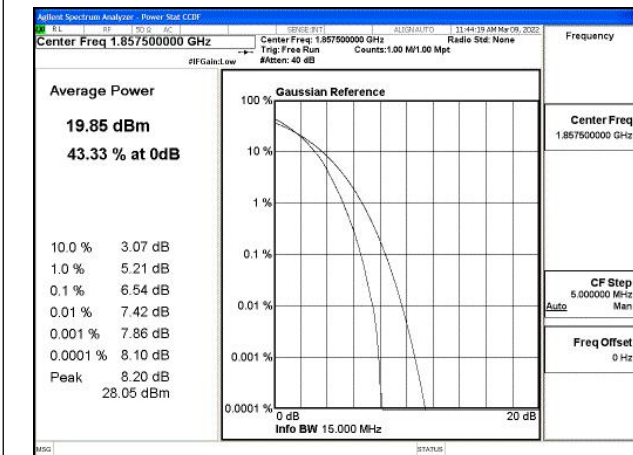 Agilent Spectrum Analyzer - Power Stat CCDF
RL RF 50 Ω AC SENSE:INT ALIGNAUTO 11:44:19 AM Mar 09, 2022
Center Freq 1.857500000 GHz
Center Freq: 1.857500000 GHz Radio Std: None
Trig: Free Run Counts:1.00 M/1.00 Mpt
#IFGain:Low #Atten: 40 dB
Frequency
Average Power
19.85 dBm
43.33 % at 0dB
10.0 % 3.07 dB
1.0 % 5.21 dB
0.1 % 6.54 dB
0.01 % 7.42 dB
0.001 % 7.86 dB
0.0001 % 8.10 dB
Peak 8.20 dB
28.05 dBm
Gaussian Reference
100 %
10 %
1 %
0.1 %
0.01 %
0.001 %
0.0001 %
0 dB 20 dB
Info BW 15.000 MHz
Center Freq
1.857500000 GHz
CF Step
5.000000 MHz
Auto Man
Freq Offset
0 Hz
MSG STATUS